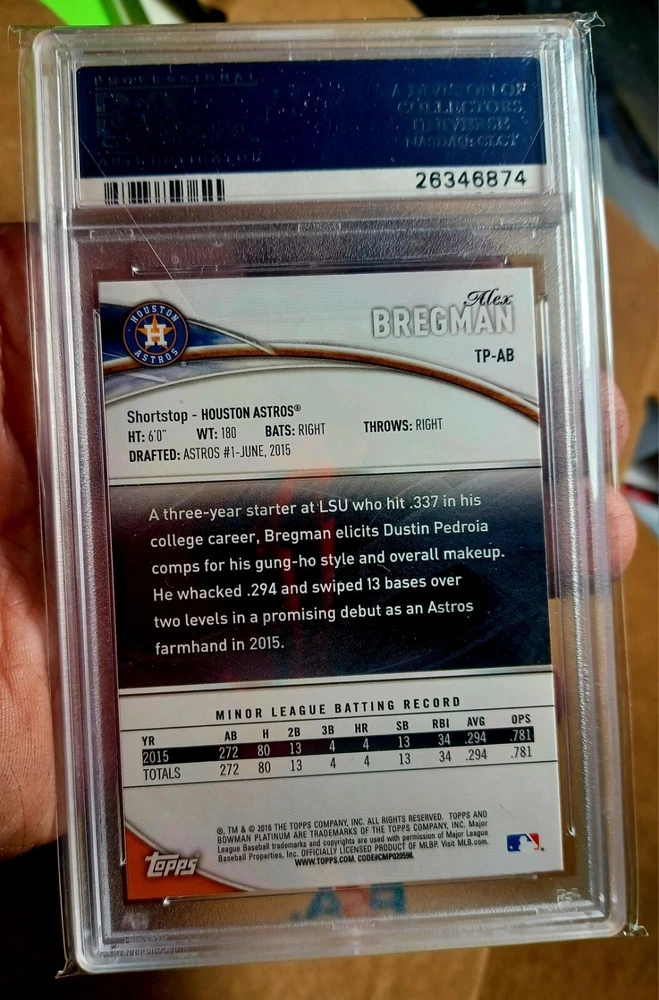 PROFESSIONAL
A DIVISION OF
COLLECTORS
UNIVERSE
NASDAQ: CLCT
26346874
HOUSTON
H
ASTROS
Alex
BREGMAN
TP-AB
Shortstop - HOUSTON ASTROS®
HT: 6'0" WT: 180 BATS: RIGHT THROWS: RIGHT
DRAFTED: ASTROS #1-JUNE, 2015
A three-year starter at LSU who hit .337 in his
college career, Bregman elicits Dustin Pedroia
comps for his gung-ho style and overall makeup.
He whacked .294 and swiped 13 bases over
two levels in a promising debut as an Astros
farmhand in 2015.
MINOR LEAGUE BATTING RECORD
YR AB H 2B 3B HR SB RBI AVG OPS
2015 272 80 13 4 4 13 34 .294 .781
TOTALS 272 80 13 4 4 13 34 .294 .781
®, TM & © 2016 THE TOPPS COMPANY, INC. ALL RIGHTS RESERVED. TOPPS AND
BOWMAN PLATINUM ARE TRADEMARKS OF THE TOPPS COMPANY, INC. Major
League Baseball trademarks and copyrights are used with permission of Major League
Baseball Properties, Inc. OFFICIALLY LICENSED PRODUCT OF MLBP. Visit MLB.com.
WWW.TOPPS.COM. CODE#CMP020598.
TOPPS
PSA